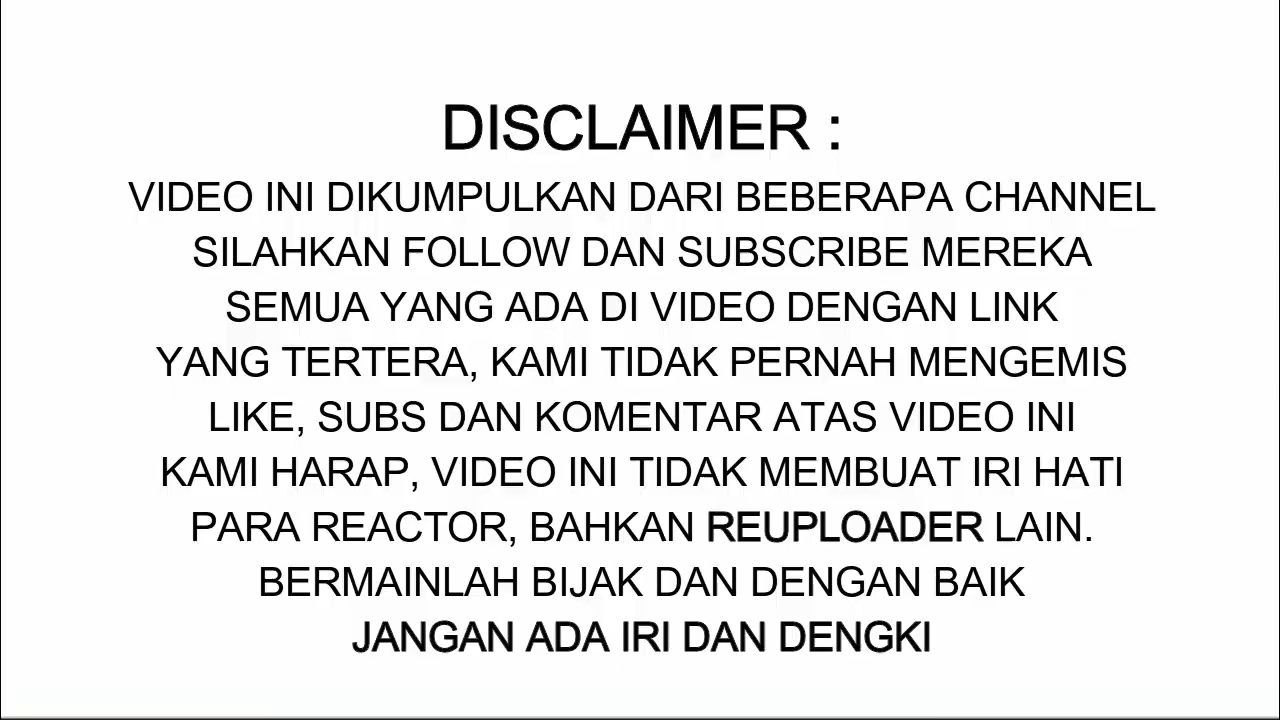 DISCLAIMER :
VIDEO INI DIKUMPULKAN DARI BEBERAPA CHANNEL
SILAHKAN FOLLOW DAN SUBSCRIBE MEREKA
SEMUA YANG ADA DI VIDEO DENGAN LINK
YANG TERTERA, KAMI TIDAK PERNAH MENGEMIS
LIKE, SUBS DAN KOMENTAR ATAS VIDEO INI
KAMI HARAP, VIDEO INI TIDAK MEMBUAT IRI HATI
PARA REACTOR, BAHKAN REUPLOADER LAIN.
BERMAINLAH BIJAK DAN DENGAN BAIK
JANGAN ADA IRI DAN DENGKI